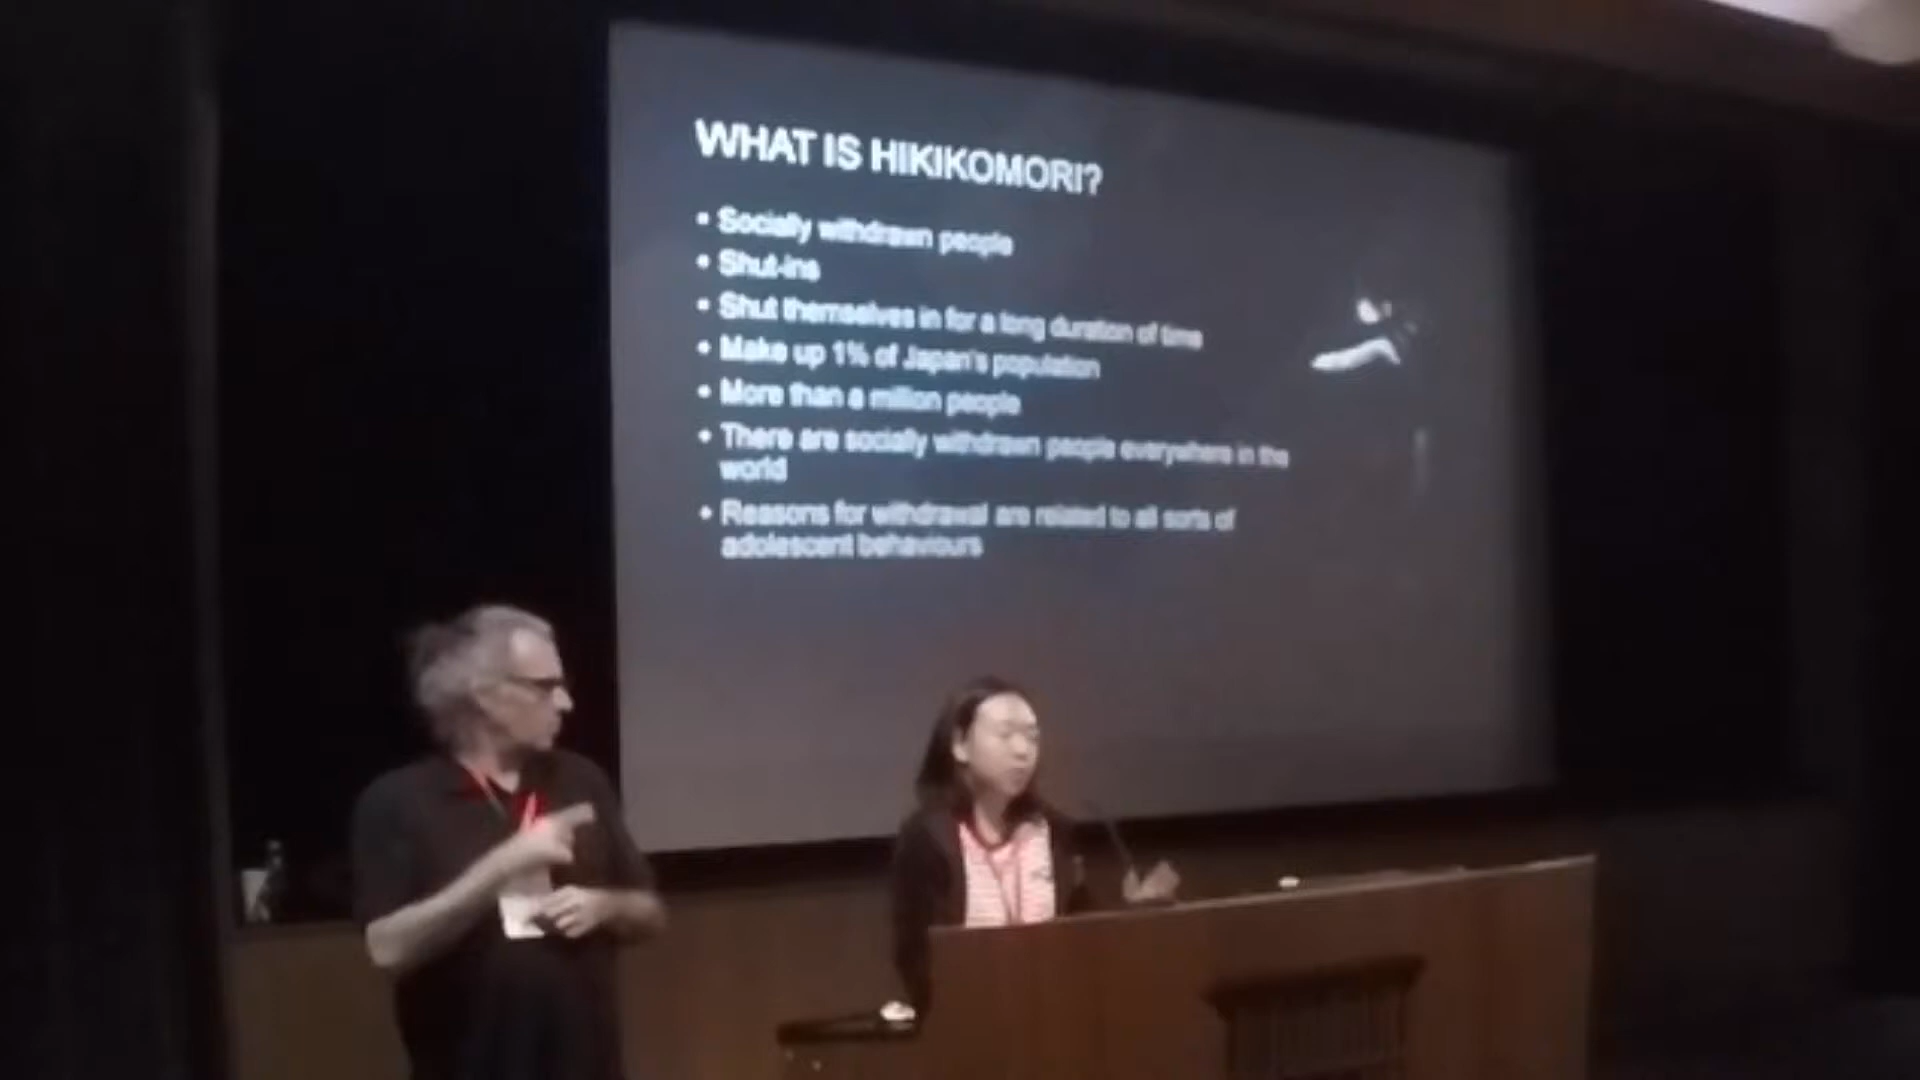 WHAT IS HIKIKOMORI?
• Socially withdrawn people
• Shut-ins
• Shut themselves in for a long duration of time
• Make up 1% of Japan's population
• More than a million people
• There are socially withdrawn people everywhere in the
world
• Reasons for withdrawal are related to all sorts of
adolescent behaviours